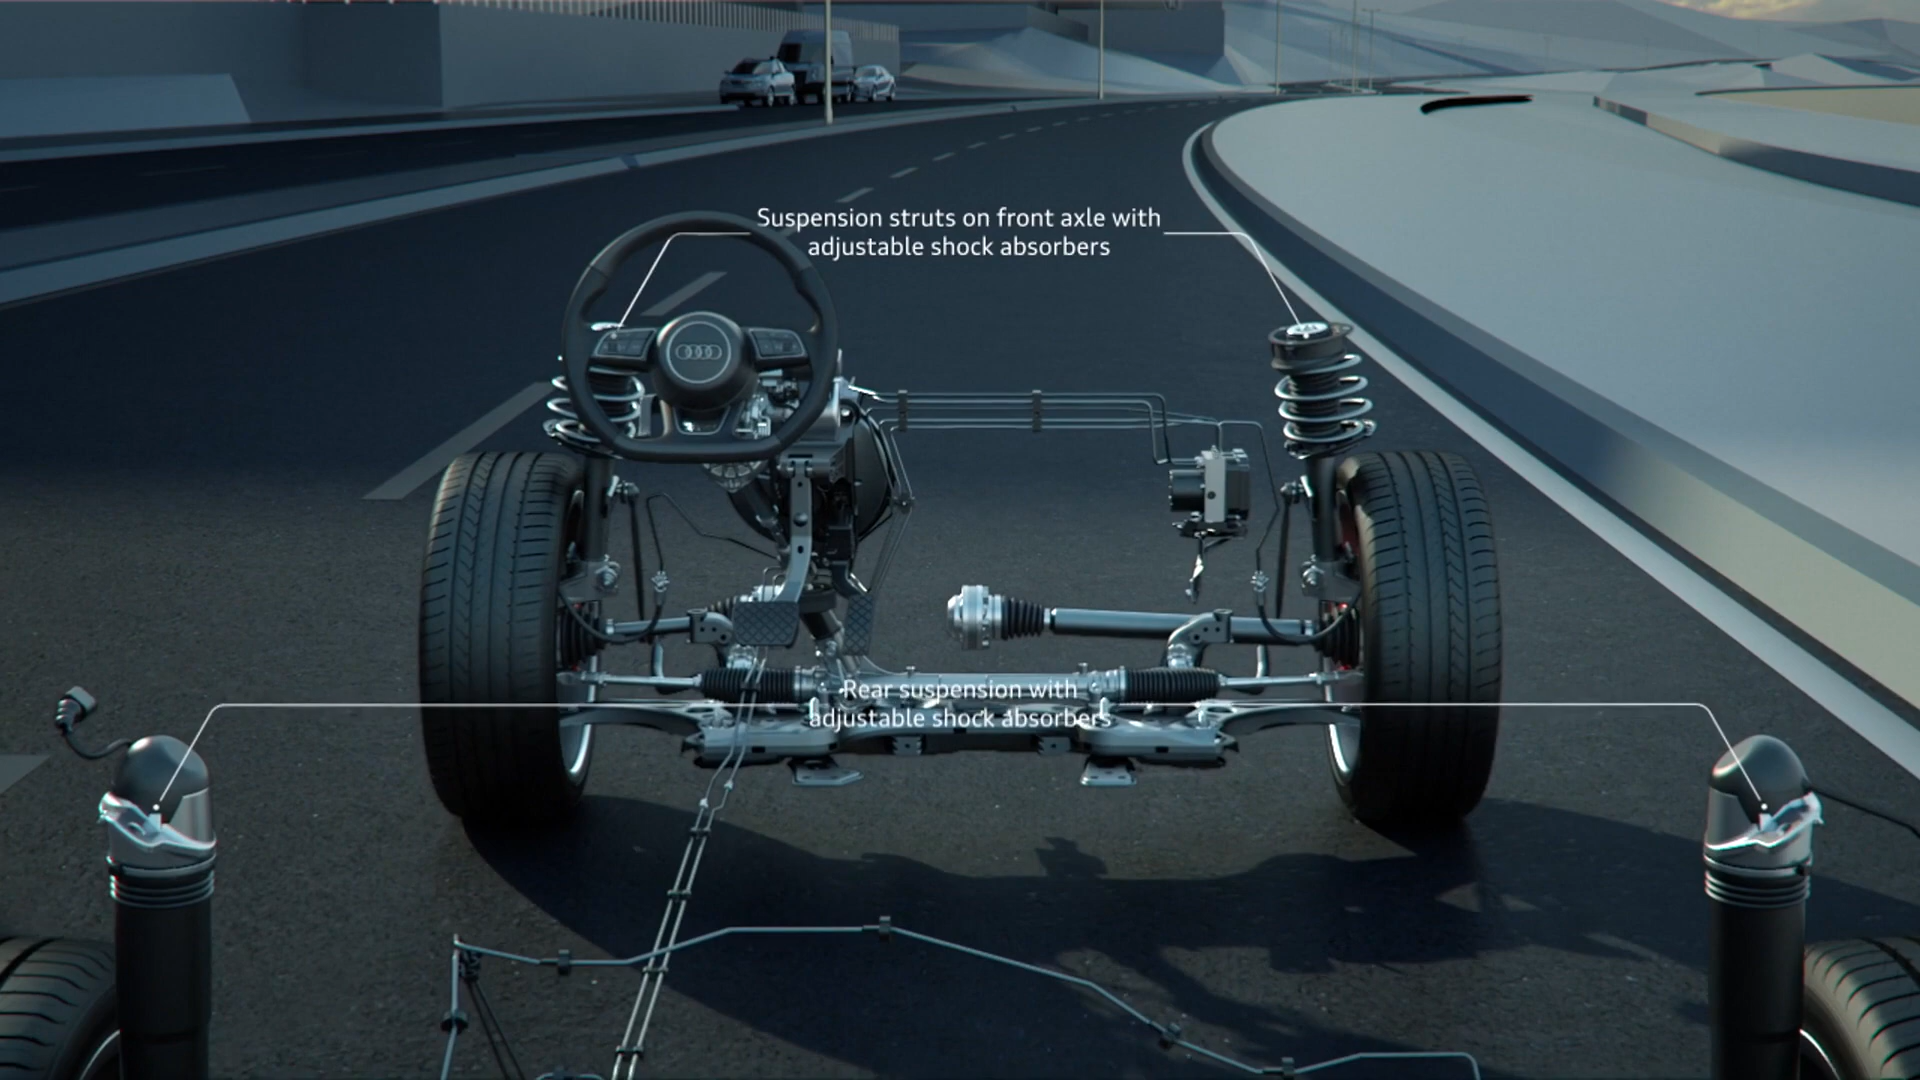 Suspension struts on front axle with
adjustable shock absorbers
Rear suspension with
adjustable shock absorbers